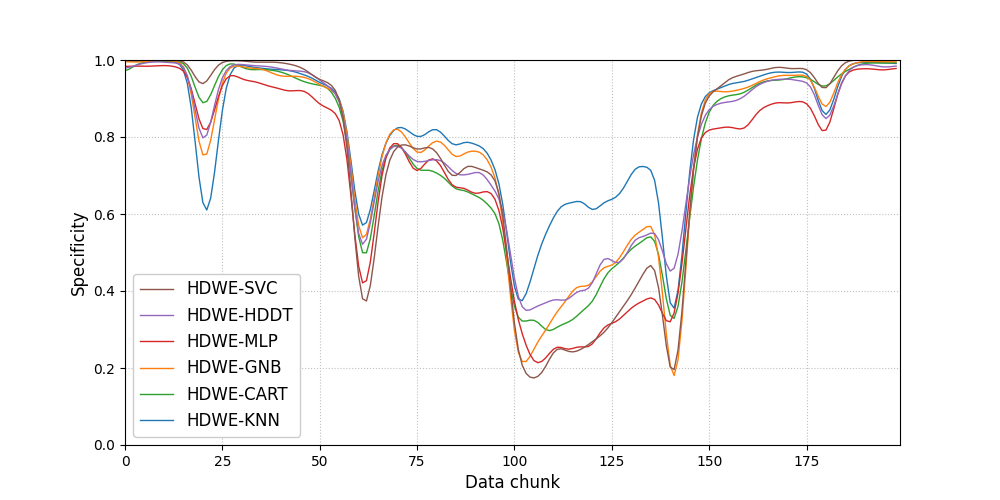 1.0
0.8
0.6
0.4
0.2
0.0
Specificity
HDWE-SVC
HDWE-HDDT
HDWE-MLP
HDWE-GNB
HDWE-CART
HDWE-KNN
0 25 50 75 100 125 150 175
Data chunk